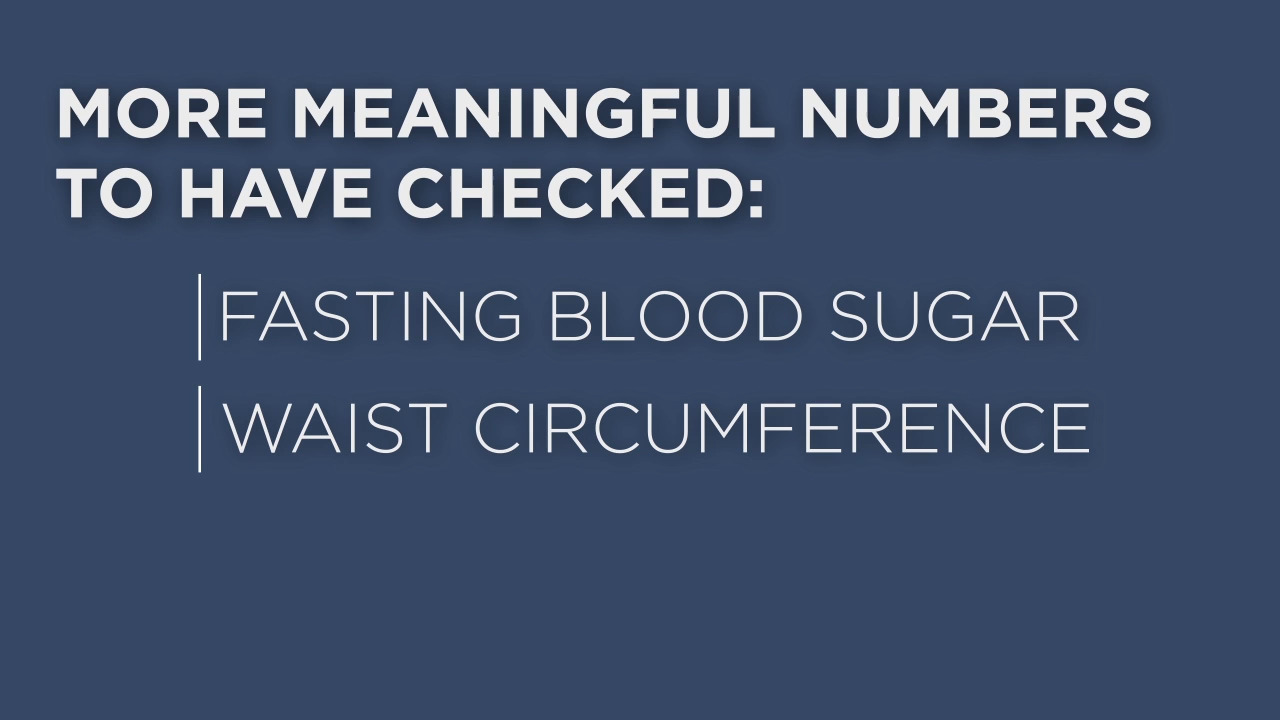 MORE MEANINGFUL NUMBERS
TO HAVE CHECKED:
FASTING BLOOD SUGAR
WAIST CIRCUMFERENCE